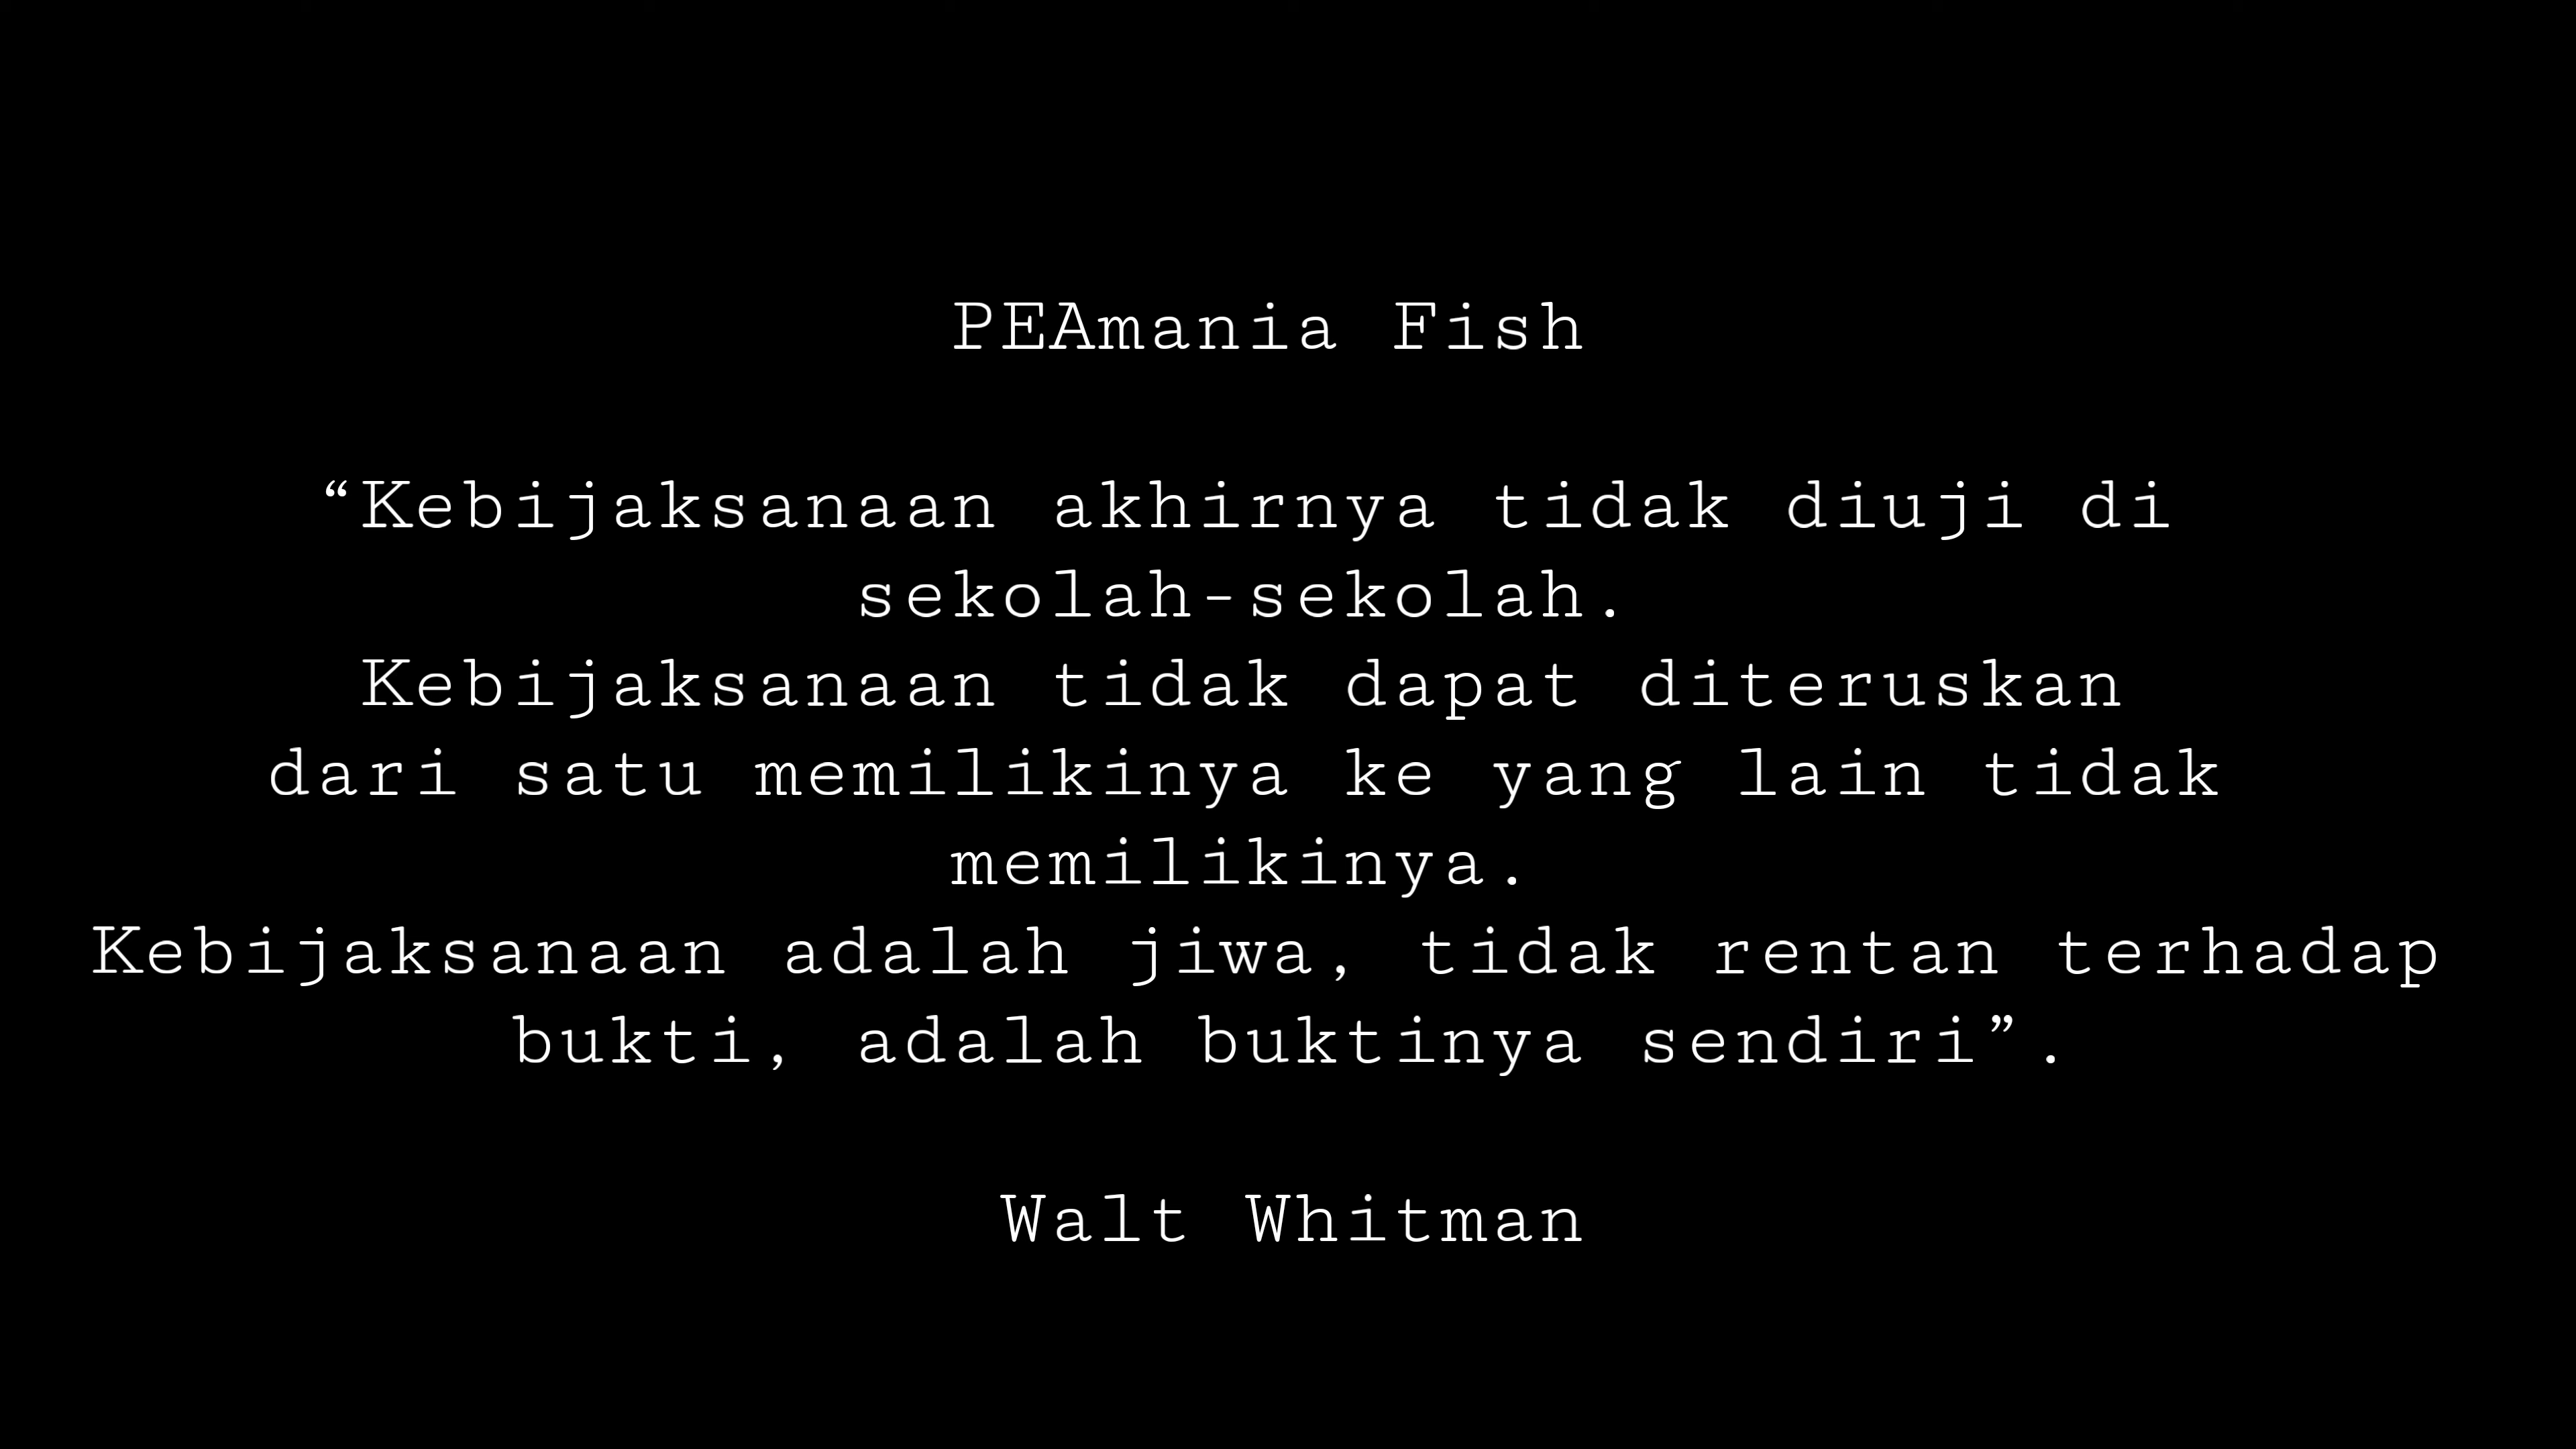 PEAmania Fish
“Kebijaksanaan akhirnya tidak diuji di
sekolah-sekolah.
Kebijaksanaan tidak dapat diteruskan
dari satu memilikinya ke yang lain tidak
memilikinya.
Kebijaksanaan adalah jiwa, tidak rentan terhadap
bukti, adalah buktinya sendiri”.
Walt Whitman